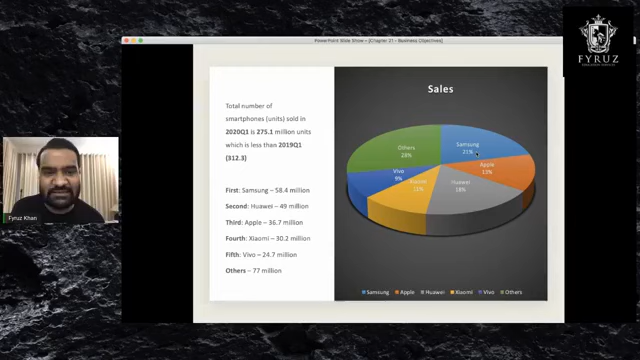 PowerPoint Slide Show - [Chapter 21 - Business Objectives]
FYRUZ
Total number of
smartphones (units) sold in
2020Q1 is 275.1 million units
which is less than 2019Q1
(312.3)
First: Samsung – 58.4 million
Second: Huawei – 49 million
Third: Apple – 36.7 million
Fourth: Xiaomi – 30.2 million
Fifth: Vivo – 24.7 million
Others – 77 million
Sales
Samsung
21%
Apple
13%
Huawei
18%
Xiaomi
11%
Vivo
9%
Others
28%
Samsung Apple Huawei Xiaomi Vivo Others
Fyruz Khan